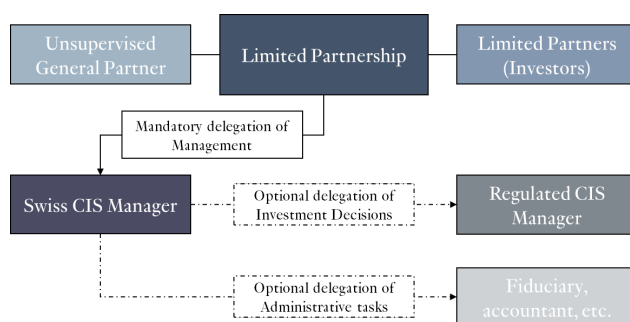 Unsupervised
General Partner
Limited Partnership
Limited Partners
(Investors)
Mandatory delegation of
Management
Swiss CIS Manager
Optional delegation of
Investment Decisions
Regulated CIS
Manager
Optional delegation of
Administrative tasks
Fiduciary,
accountant, etc.